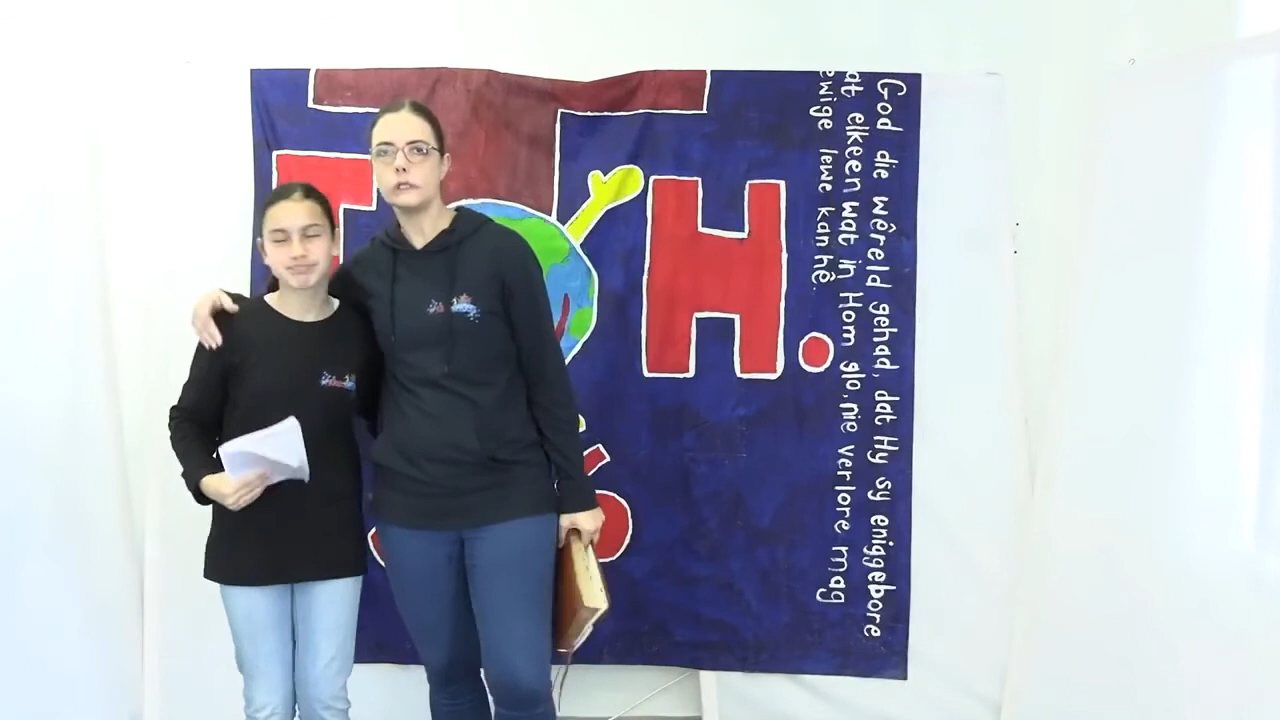 God die wêreld gehad, dat Hy sy eniggebore
at elkeen wat in Hom glo, nie verlore mag
ewige lewe kan hê.
H.